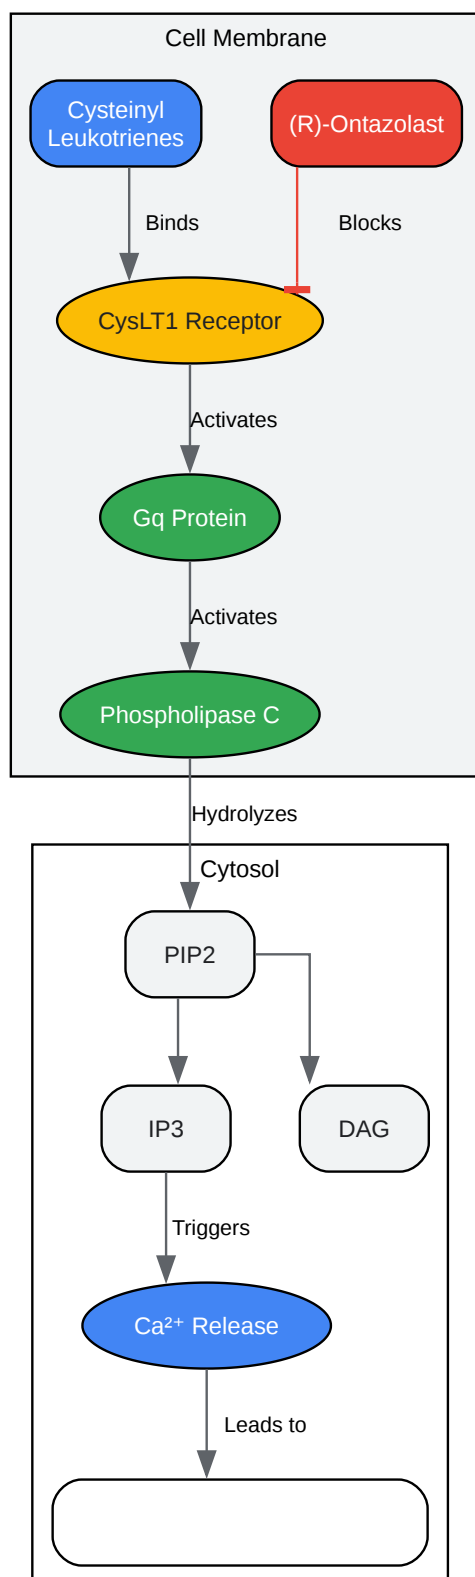 Cell Membrane
Cysteinyl
Leukotrienes
(R)-Ontazolast
Binds
Blocks
CysLT1 Receptor
Activates
Gq Protein
Activates
Phospholipase C
Hydrolyzes
Cytosol
PIP2
IP3
DAG
Triggers
Ca²⁺ Release
Leads to